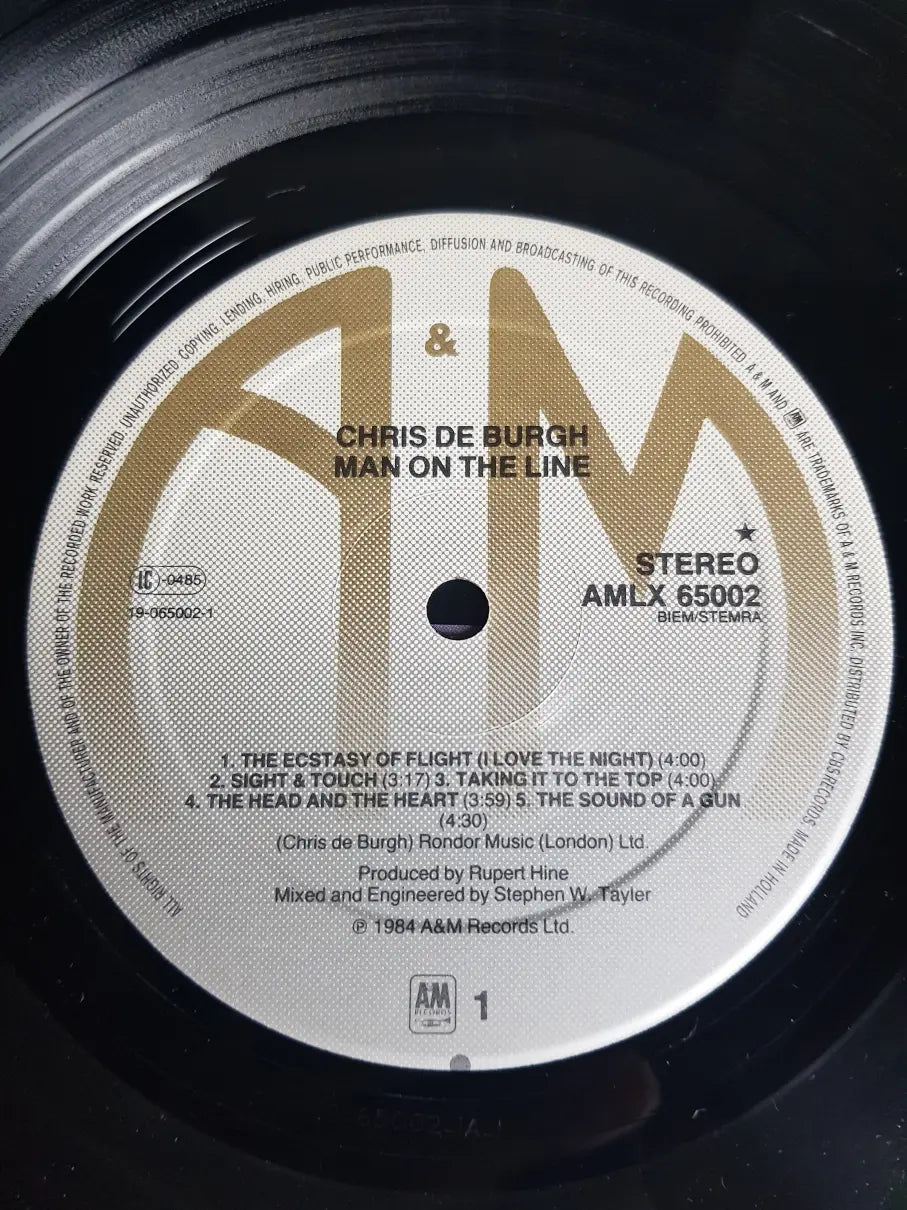 ALL RIGHTS OF THE MANUFACTURER AND OF THE OWNER OF THE RECORDED WORK RESERVED. UNAUTHORIZED COPYING, LENDING, HIRING, PUBLIC PERFORMANCE, DIFFUSION AND BROADCASTING OF THIS RECORDING PROHIBITED. A & M AND AM ARE TRADEMARKS OF A & M RECORDS INC. DISTRIBUTED BY CBS RECORDS. MADE IN HOLLAND
A & M
CHRIS DE BURGH
MAN ON THE LINE
★
STEREO
AMLX 65002
BIEM/STEMRA
LC-0485
19-065002-1
1. THE ECSTASY OF FLIGHT (I LOVE THE NIGHT) (4:00)
2. SIGHT & TOUCH (3:17) 3. TAKING IT TO THE TOP (4:00)
4. THE HEAD AND THE HEART (3:59) 5. THE SOUND OF A GUN
(4:30)
(Chris de Burgh) Rondor Music (London) Ltd.
Produced by Rupert Hine
Mixed and Engineered by Stephen W. Tayler
℗ 1984 A&M Records Ltd.
AM
RECORDS
1